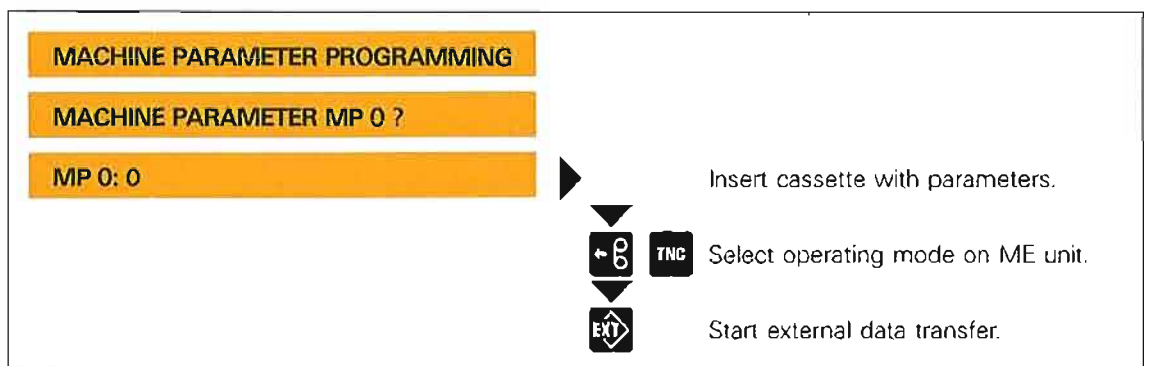 MACHINE PARAMETER PROGRAMMING
MACHINE PARAMETER MP 0 ?
MP 0: 0
Insert cassette with parameters.
TNC Select operating mode on ME unit.
EXT Start external data transfer.